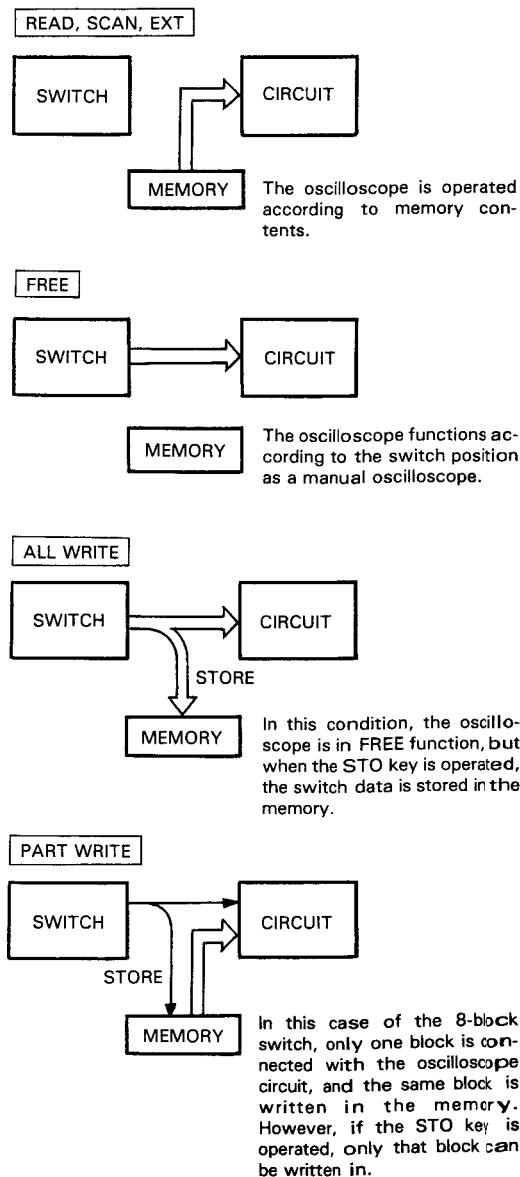 READ, SCAN, EXT
SWITCH
CIRCUIT
MEMORY
The oscilloscope is operated
according to memory con-
tents.
FREE
SWITCH
CIRCUIT
MEMORY
The oscilloscope functions ac-
cording to the switch position
as a manual oscilloscope.
ALL WRITE
SWITCH
CIRCUIT
STORE
MEMORY
In this condition, the oscillo-
scope is in FREE function, but
when the STO key is operated,
the switch data is stored in the
memory.
PART WRITE
SWITCH
CIRCUIT
STORE
MEMORY
In this case of the 8-block
switch, only one block is con-
nected with the oscilloscope
circuit, and the same block is
written in the memory.
However, if the STO key is
operated, only that block can
be written in.